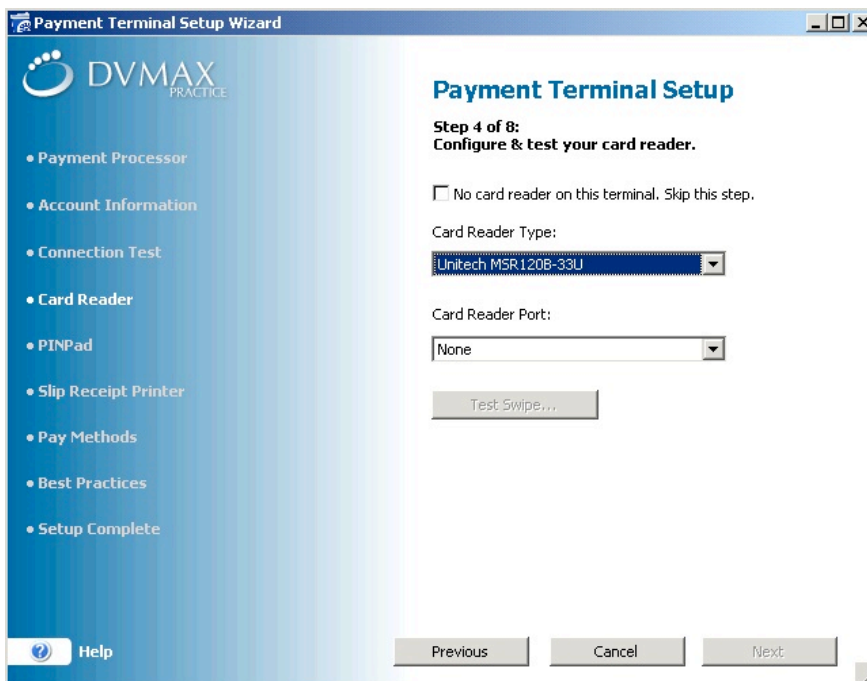 Payment Terminal Setup Wizard
DVMAX
PRACTICE
• Payment Processor
• Account Information
• Connection Test
• Card Reader
• PINPad
• Slip Receipt Printer
• Pay Methods
• Best Practices
• Setup Complete
? Help
Payment Terminal Setup
Step 4 of 8:
Configure & test your card reader.
No card reader on this terminal. Skip this step.
Card Reader Type:
Unitech MSR120B-33U
Card Reader Port:
None
Test Swipe...
Previous Cancel Next